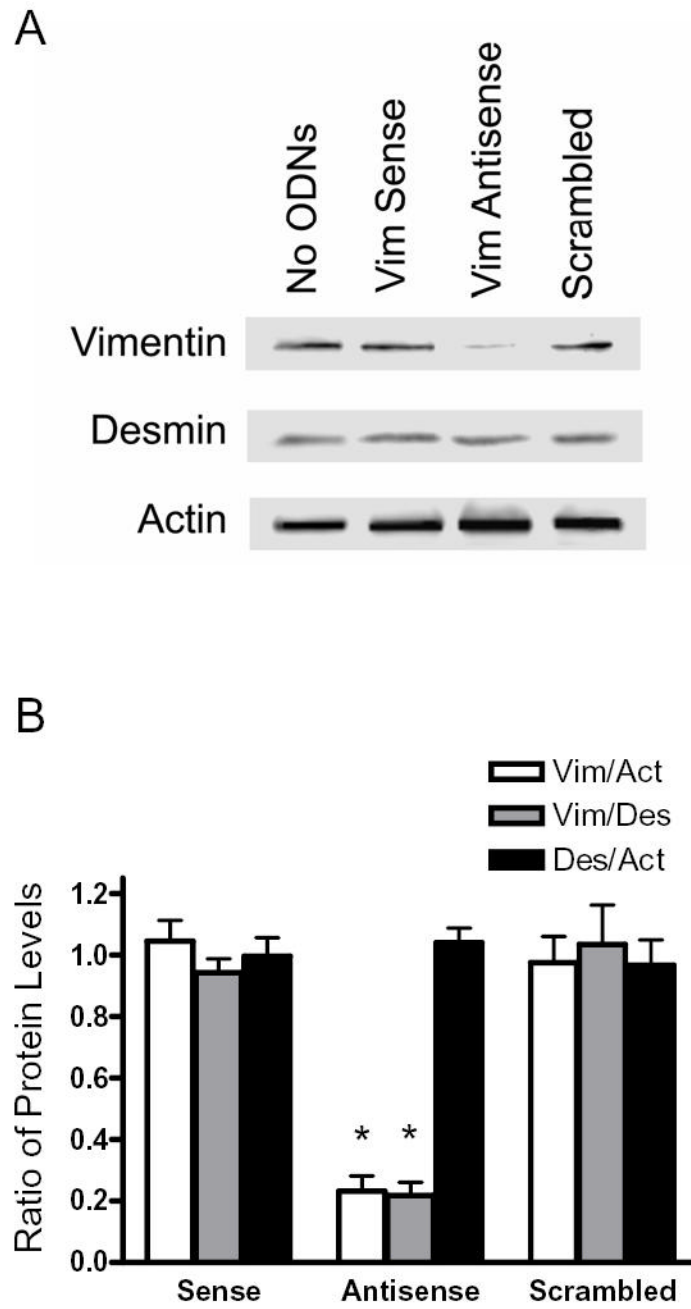 A
No ODNs
Vim Sense
Vim Antisense
Scrambled
Vimentin
Desmin
Actin
B
Vim/Act
Vim/Des
Des/Act
Ratio of Protein Levels
1.2
1.0
0.8
0.6
0.4
0.2
0.0
* *
Sense Antisense Scrambled